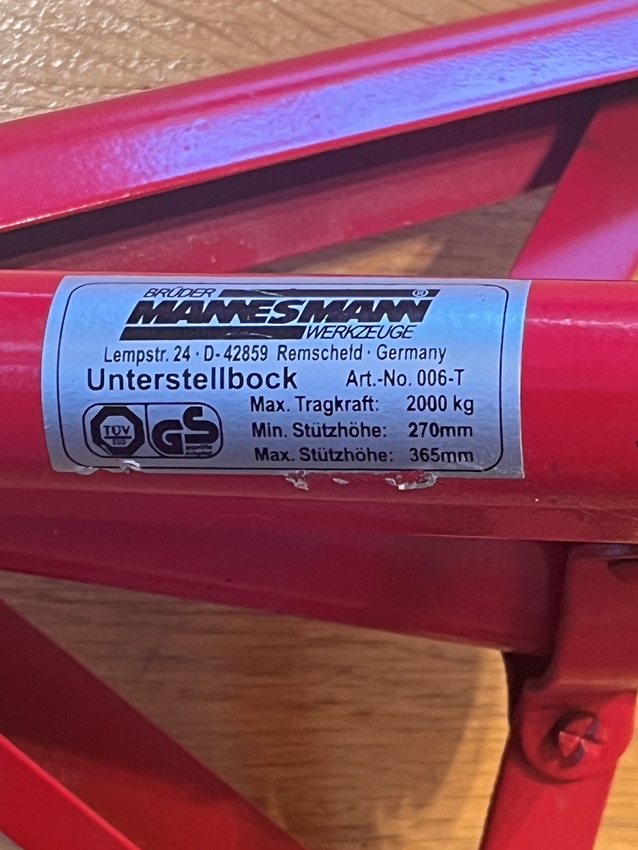 BRÜDER
MANNESMANN ®
WERKZEUGE
Lempstr. 24 · D-42859 Remscheid · Germany
Unterstellbock Art.-No. 006-T
Max. Tragkraft: 2000 kg
Min. Stützhöhe: 270mm
Max. Stützhöhe: 365mm
TÜV
GS